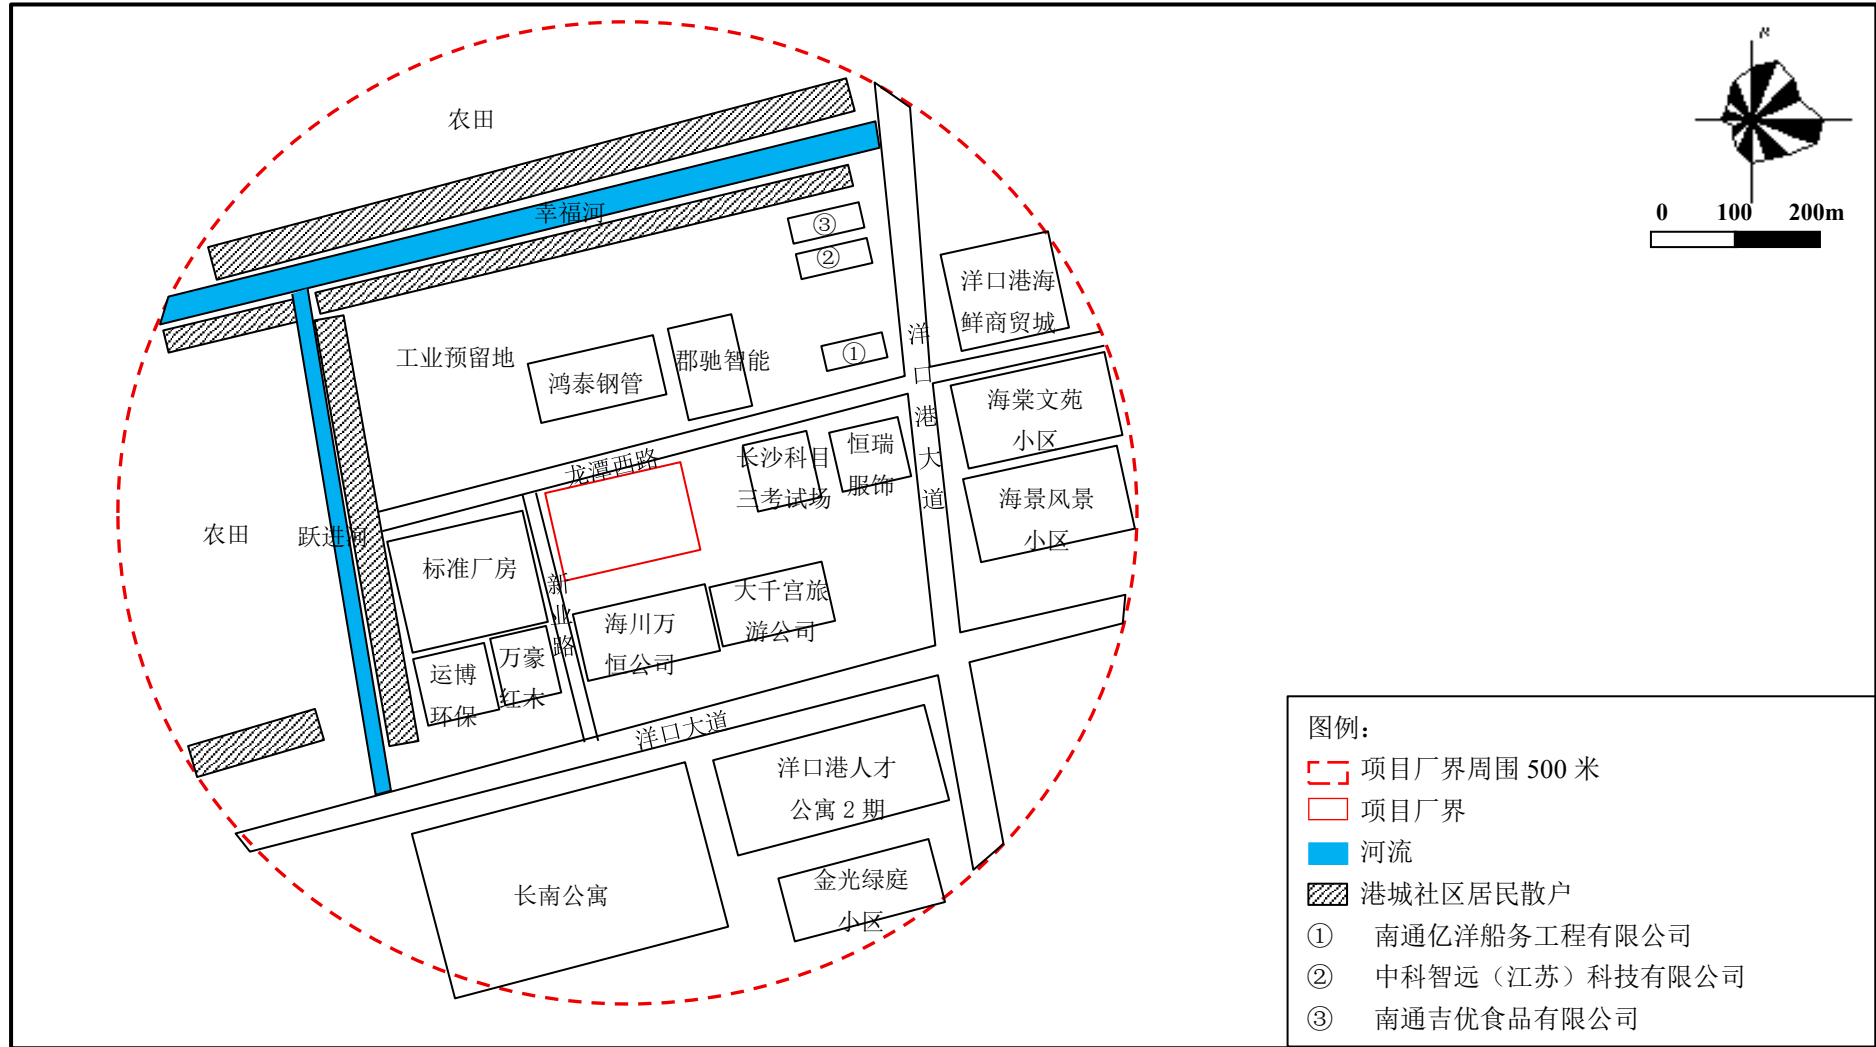 农田
N
0 100 200m
幸福河
③
②
洋口港海
鲜商贸城
工业预留地
鸿泰钢管
郡驰智能
①
洋口港大道
海棠文苑
小区
龙潭西路
长沙科目
三考试场
恒瑞
服饰
海景风景
小区
农田
跃进河
标准厂房
新业路
海川万
恒公司
大千宫旅
游公司
运博
环保
万豪
红木
洋口大道
洋口港人才
公寓 2 期
长南公寓
金光绿庭
小区
图例：
项目厂界周围 500 米
项目厂界
河流
港城社区居民散户
① 南通亿洋船务工程有限公司
② 中科智远（江苏）科技有限公司
③ 南通吉优食品有限公司